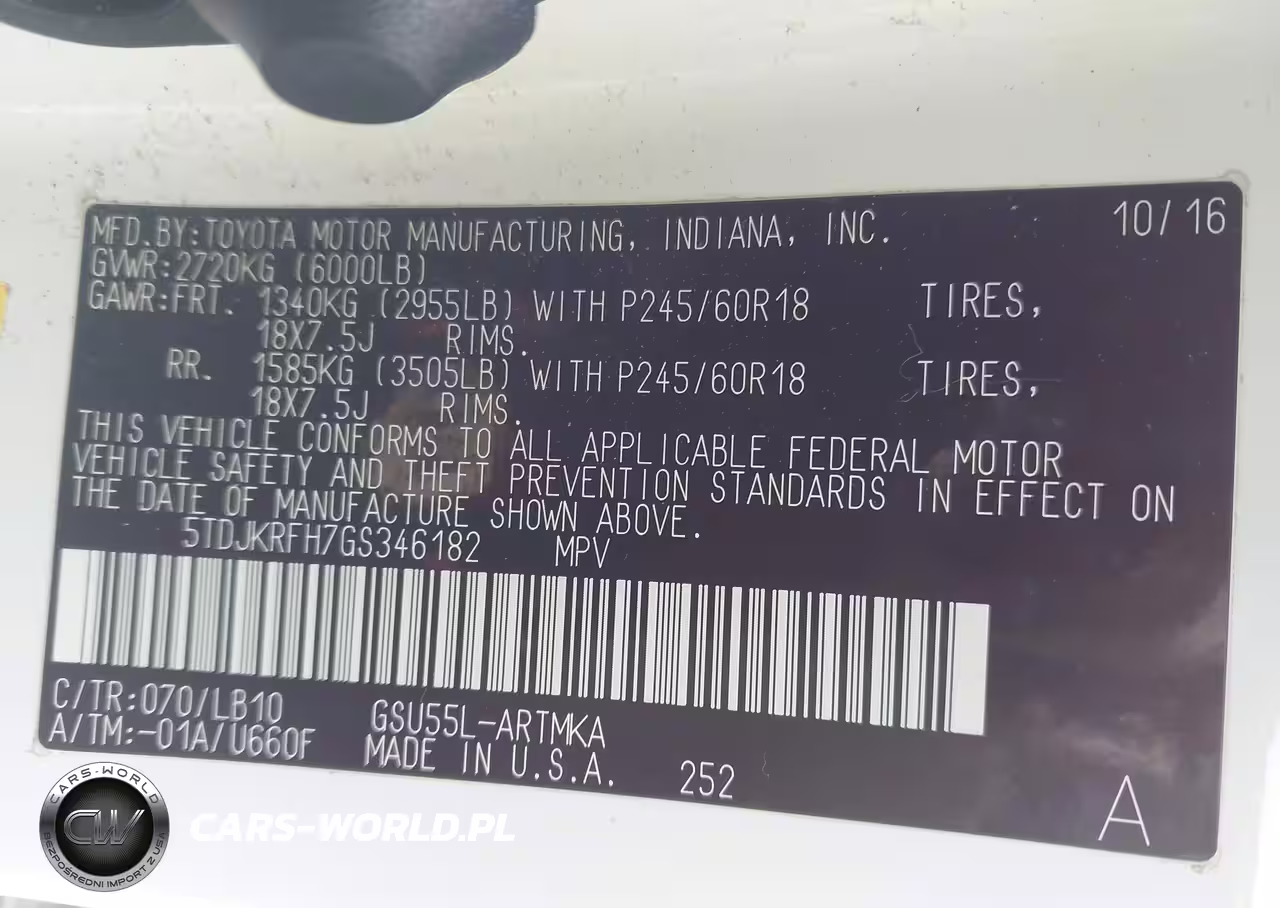 MFD.BY:TOYOTA MOTOR MANUFACTURING, INDIANA, INC. 10/16
GVWR:2720KG (6000LB)
GAWR:FRT. 1340KG (2955LB) WITH P245/60R18 TIRES,
18X7.5J RIMS.
RR. 1585KG (3505LB) WITH P245/60R18 TIRES,
18X7.5J RIMS.
THIS VEHICLE CONFORMS TO ALL APPLICABLE FEDERAL MOTOR
VEHICLE SAFETY AND THEFT PREVENTION STANDARDS IN EFFECT ON
THE DATE OF MANUFACTURE SHOWN ABOVE.
5TDJKRFH7GS346182 MPV
C/TR:070/LB10 GSU55L-ARTMKA
A/TM:-01A/U660F MADE IN U.S.A. 252 A
CARS-WORLD
CW
BEZPOŚREDNI IMPORT Z USA
CARS-WORLD.PL